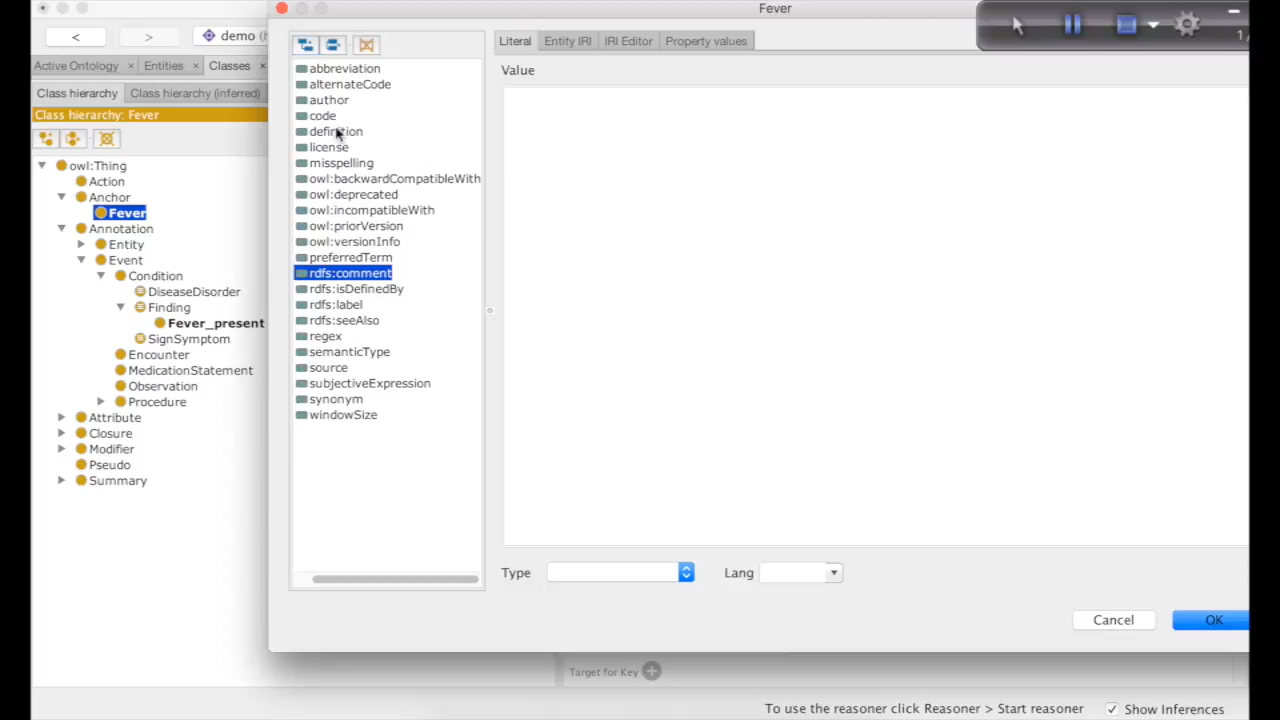 Fever
<
>
demo (
1
Active Ontology × Entities × Classes ×
Class hierarchy Class hierarchy (inferred)
Class hierarchy: Fever
owl:Thing
Action
Anchor
Fever
Annotation
Entity
Event
Condition
DiseaseDisorder
Finding
Fever_present
SignSymptom
Encounter
MedicationStatement
Observation
Procedure
Attribute
Closure
Modifier
Pseudo
Summary
abbreviation
alternateCode
author
code
definition
license
misspelling
owl:backwardCompatibleWith
owl:deprecated
owl:incompatibleWith
owl:priorVersion
owl:versionInfo
preferredTerm
rdfs:comment
rdfs:isDefinedBy
rdfs:label
rdfs:seeAlso
regex
semanticType
source
subjectiveExpression
synonym
windowSize
Literal Entity IRI IRI Editor Property values
Value
Type Lang
Cancel OK
Target for Key
To use the reasoner click Reasoner > Start reasoner Show Inferences